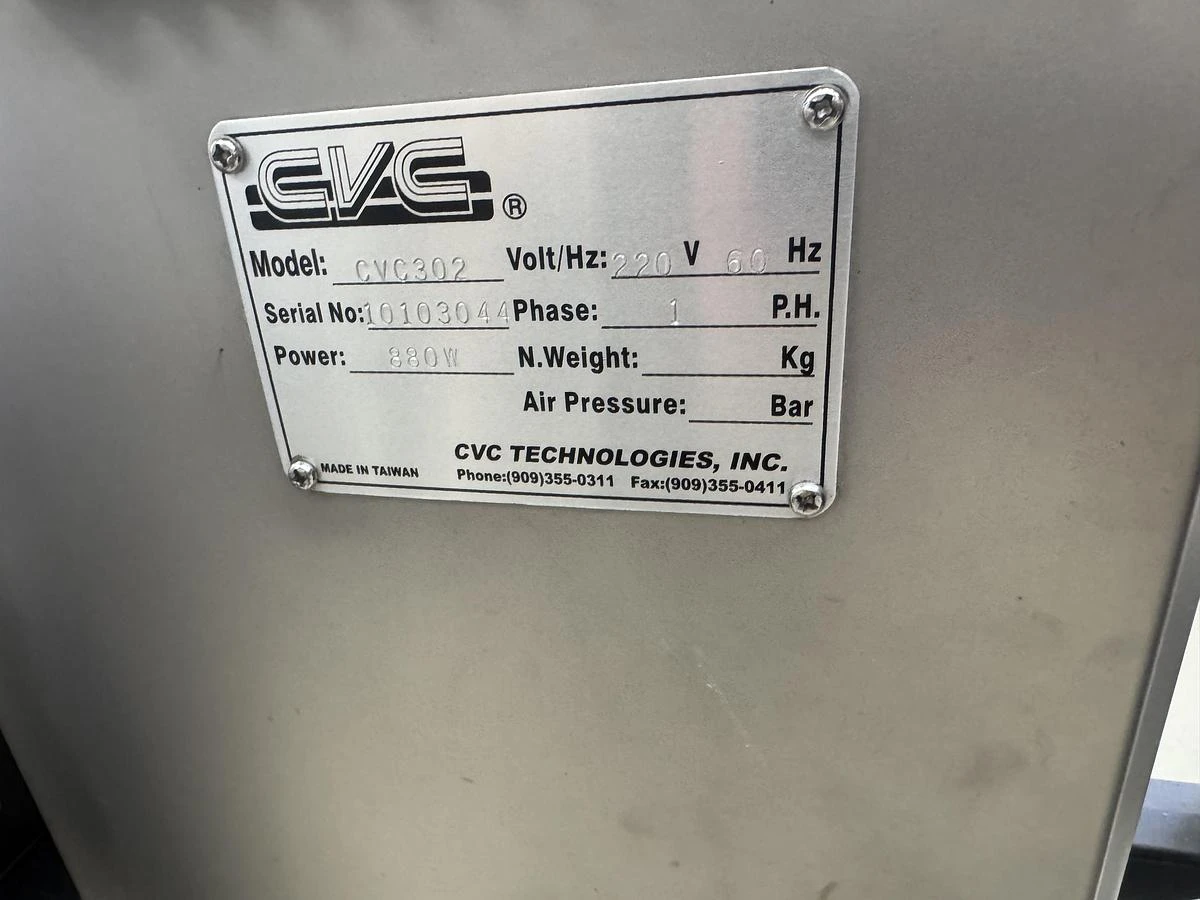 CVC ®
Model: CVC302 Volt/Hz: 220 V 60 Hz
Serial No: 10103044 Phase: 1 P.H.
Power: 880W N.Weight: Kg
Air Pressure: Bar
CVC TECHNOLOGIES, INC.
MADE IN TAIWAN Phone:(909)355-0311 Fax:(909)355-0411